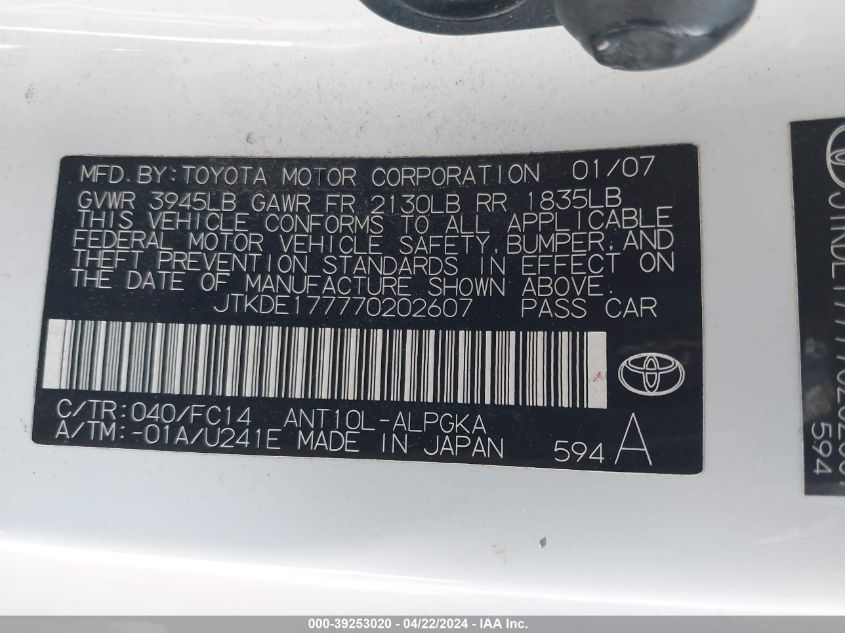 MFD. BY: TOYOTA MOTOR CORPORATION 01/07
GVWR 3945LB GAWR FR 2130LB RR 1835LB
THIS VEHICLE CONFORMS TO ALL APPLICABLE
FEDERAL MOTOR VEHICLE SAFETY, BUMPER, AND
THEFT PREVENTION STANDARDS IN EFFECT ON
THE DATE OF MANUFACTURE SHOWN ABOVE.
JTKDE177770202607 PASS CAR
C/TR: 040/FC14 ANT10L-ALPGKA
A/TM: -01A/U241E MADE IN JAPAN 594 A
594
000-39253020 - 04/22/2024 - IAA Inc.